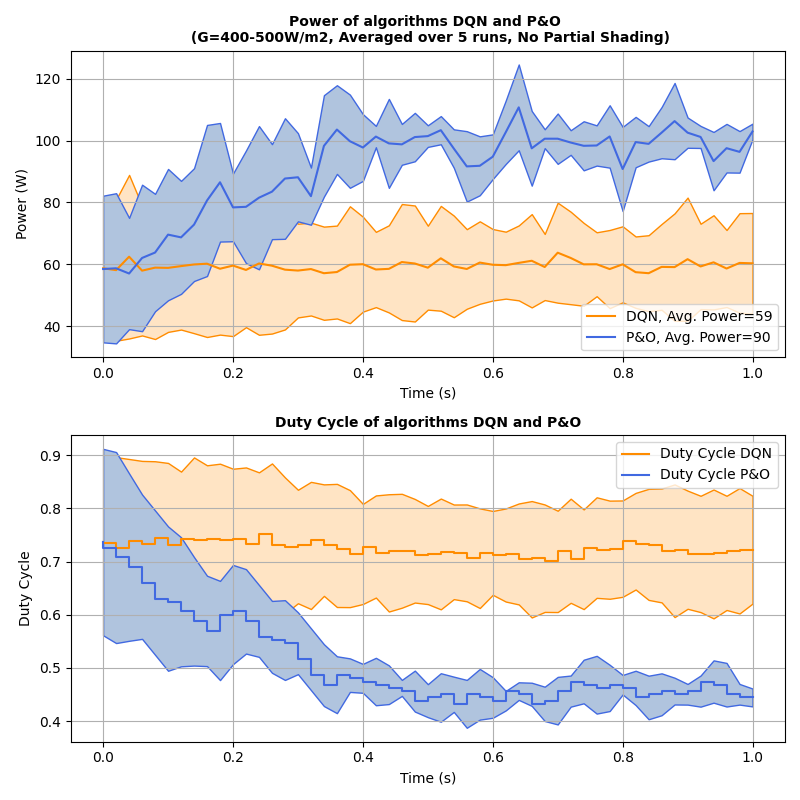 Power of algorithms DQN and P&O
(G=400-500W/m2, Averaged over 5 runs, No Partial Shading)
Power (W)
120
100
80
60
40
DQN, Avg. Power=59
P&O, Avg. Power=90
0.0 0.2 0.4 0.6 0.8 1.0
Time (s)
Duty Cycle of algorithms DQN and P&O
Duty Cycle
0.9
0.8
0.7
0.6
0.5
0.4
Duty Cycle DQN
Duty Cycle P&O
0.0 0.2 0.4 0.6 0.8 1.0
Time (s)